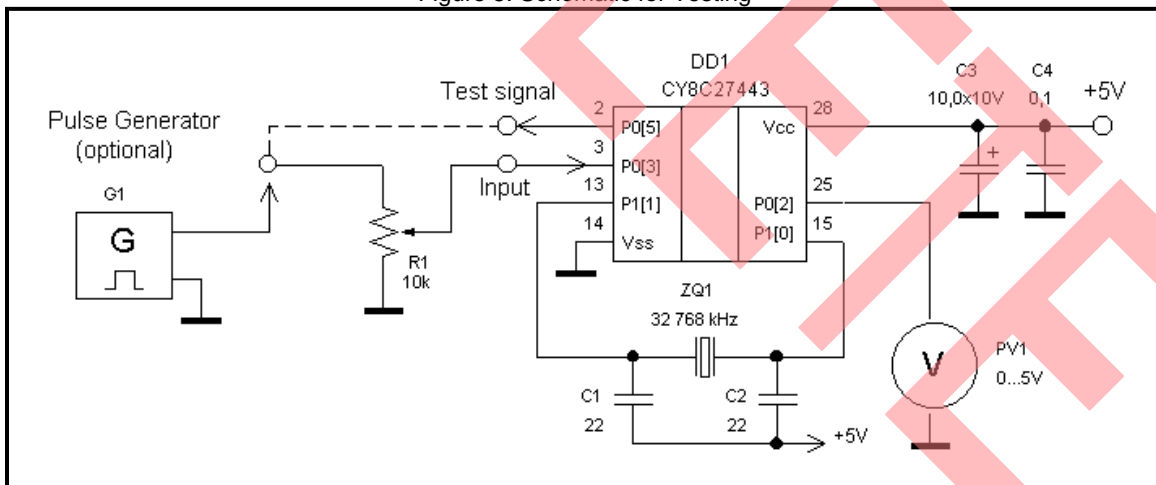 Figure 3. Schematic for Testing
DD1
CY8C27443
C3
10,0x10V
C4
0,1
+5V
Test signal
2
P0[5]
Vcc
28
Pulse Generator
(optional)
3
P0[3]
Input
G1
13
P1[1]
P0[2]
25
14
Vss
P1[0]
15
+
G
R1
10k
ZQ1
32 768 kHz
V
PV1
0...5V
C1
22
C2
22
+5V